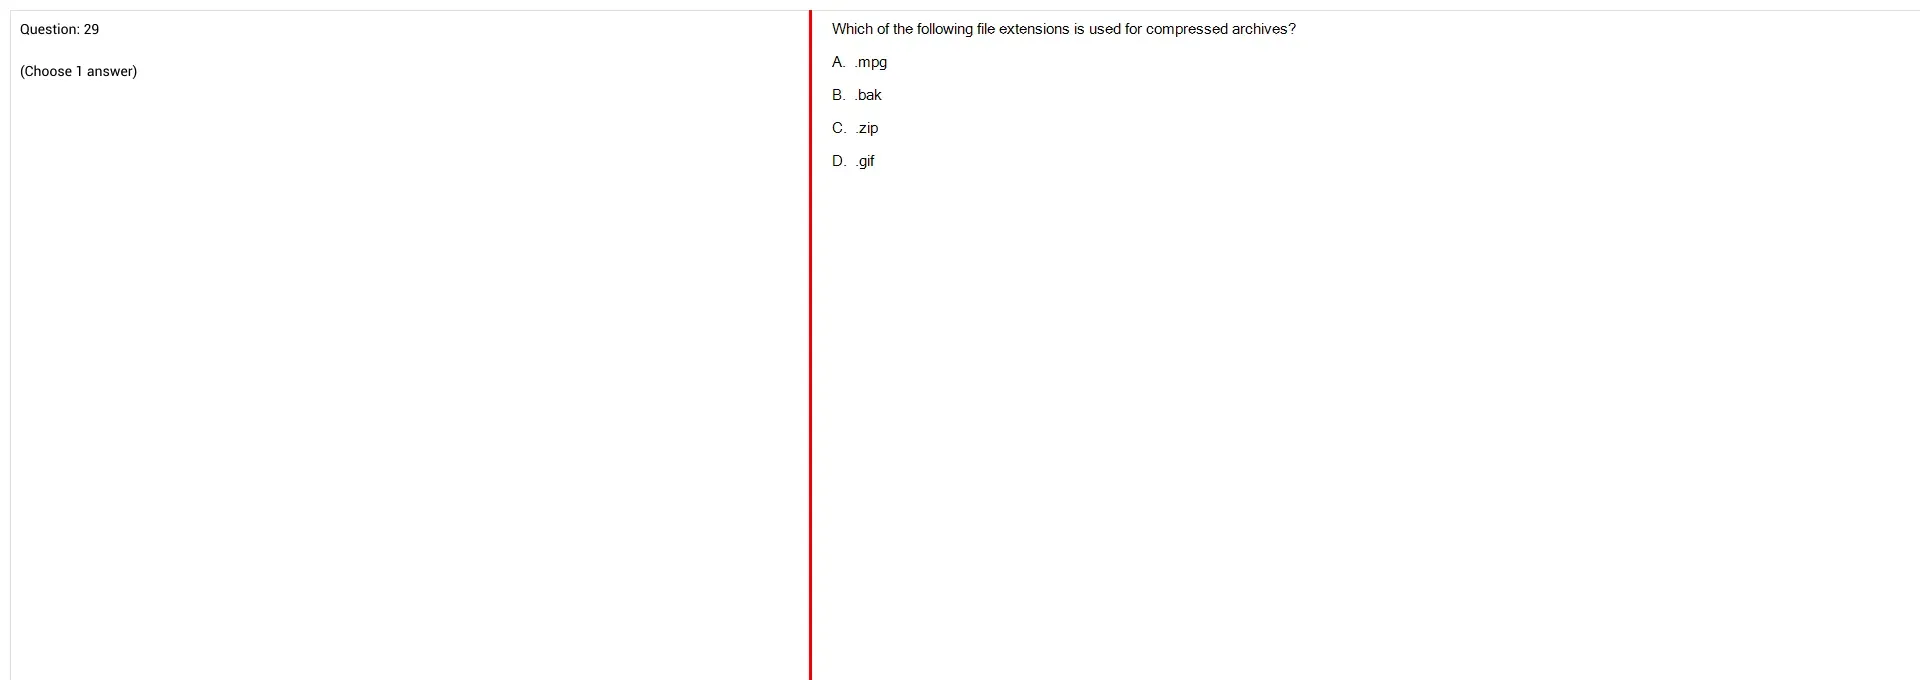 Question: 29
(Choose 1 answer)
Which of the following file extensions is used for compressed archives?
A. .mpg
B. .bak
C. .zip
D. .gif